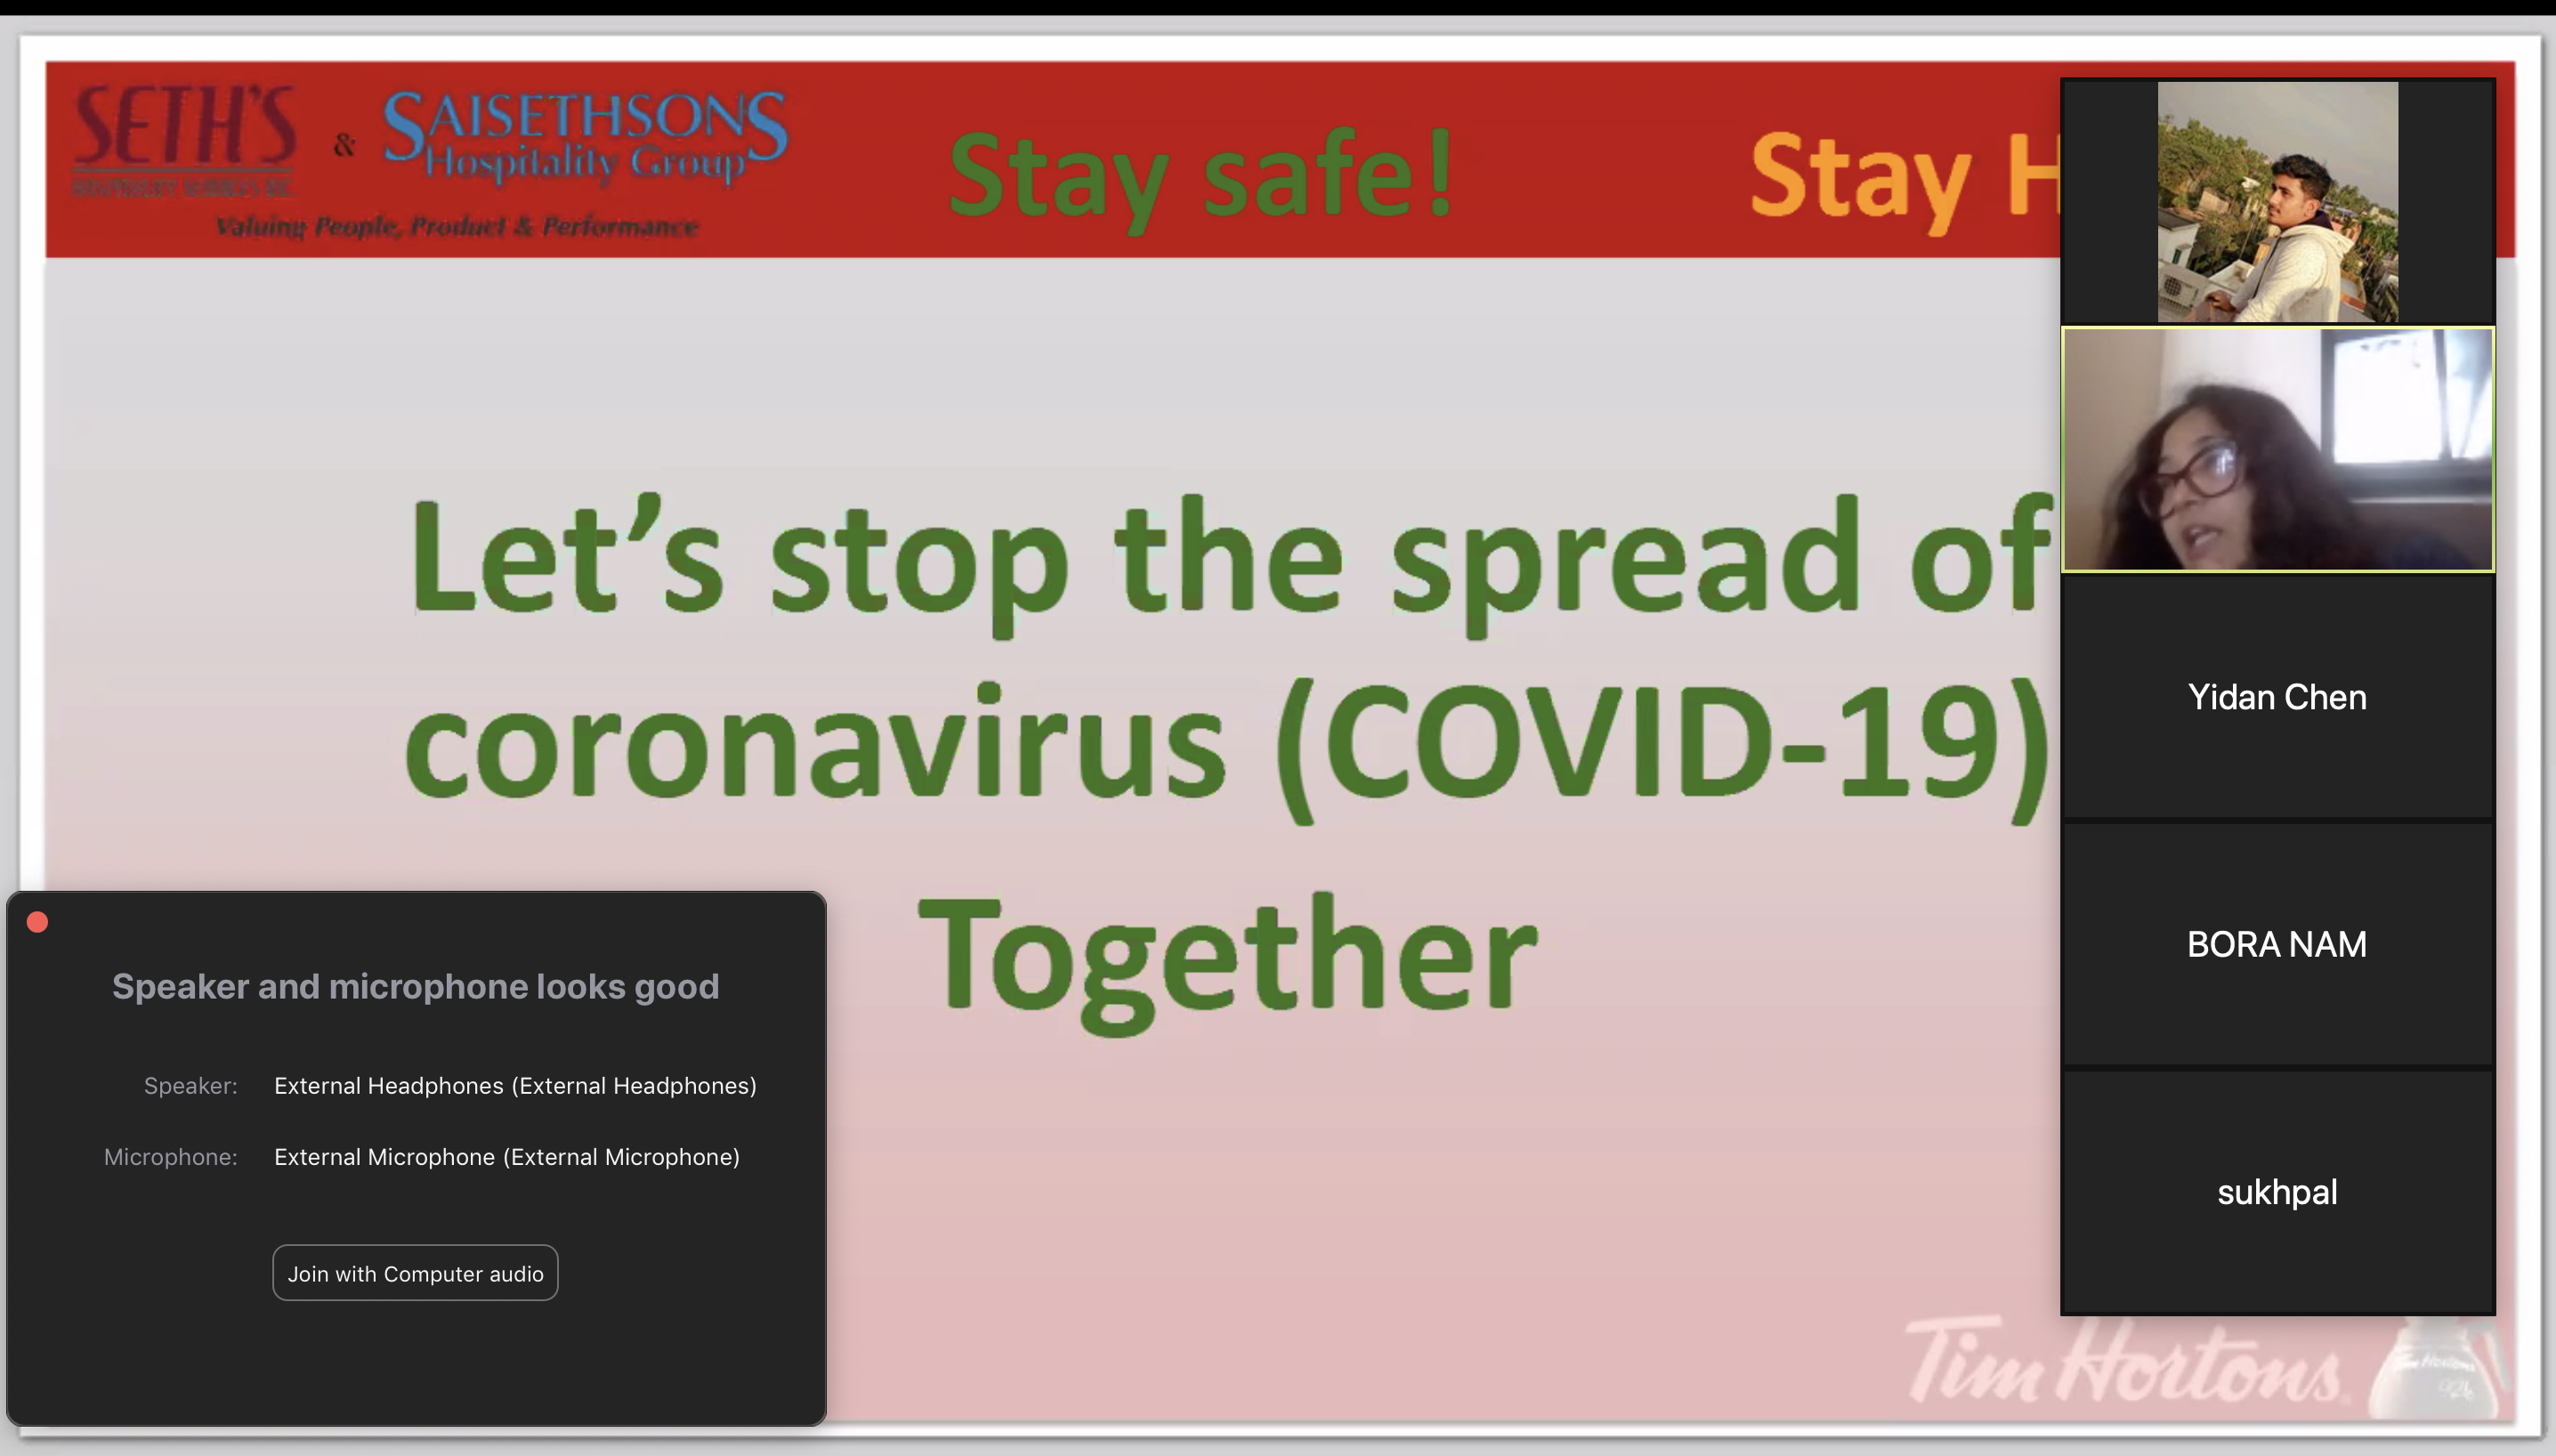 SETH'S
&
SAISETHSONS
Hospitality Group
Valuing People, Product & Performance
Stay safe!
Stay H
Let's stop the spread of
coronavirus (COVID-19)
Together
Yidan Chen
BORA NAM
sukhpal
Speaker and microphone looks good
Speaker: External Headphones (External Headphones)
Microphone: External Microphone (External Microphone)
Join with Computer audio
Tim Hortons